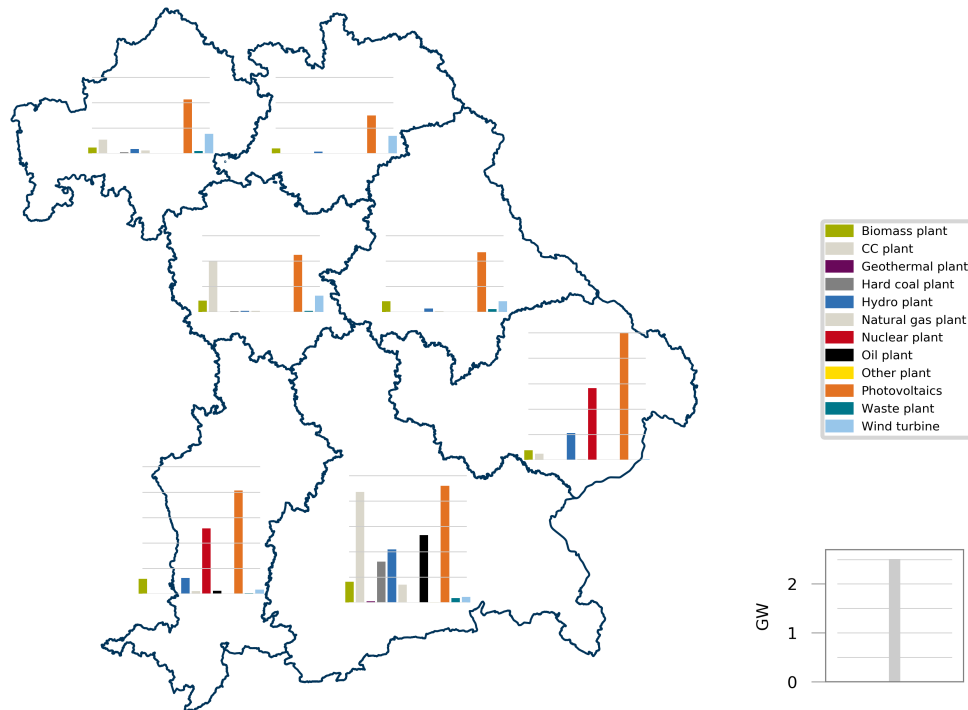 Biomass plant
CC plant
Geothermal plant
Hard coal plant
Hydro plant
Natural gas plant
Nuclear plant
Oil plant
Other plant
Photovoltaics
Waste plant
Wind turbine
GW
2
1
0